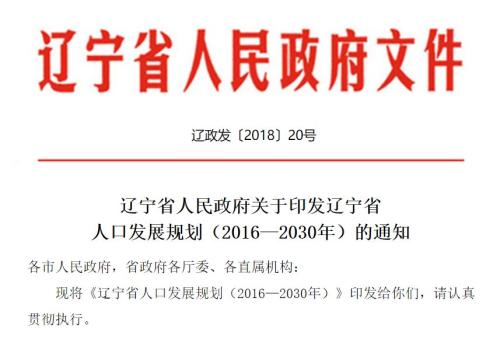 辽宁省人民政府文件
辽政发〔2018〕20号
辽宁省人民政府关于印发辽宁省
人口发展规划（2016—2030年）的通知
各市人民政府，省政府各厅委、各直属机构：
现将《辽宁省人口发展规划（2016—2030年）》印发给你们，请认真
贯彻执行。